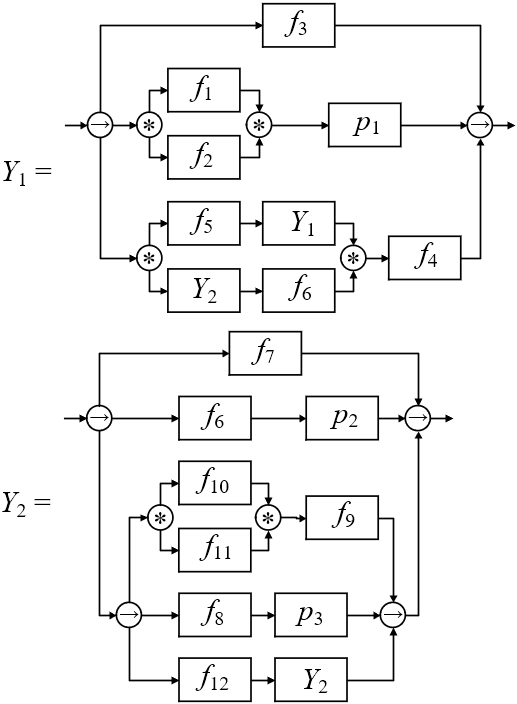 f₃
→ * f₁ * p₁ →
f₂
Y₁ =
* f₅ Y₁ * f₄
Y₂ f₆
f₇
→ f₆ p₂ →
Y₂ =
* f₁₀ * f₉
f₁₁
→ f₈ p₃ →
f₁₂ Y₂